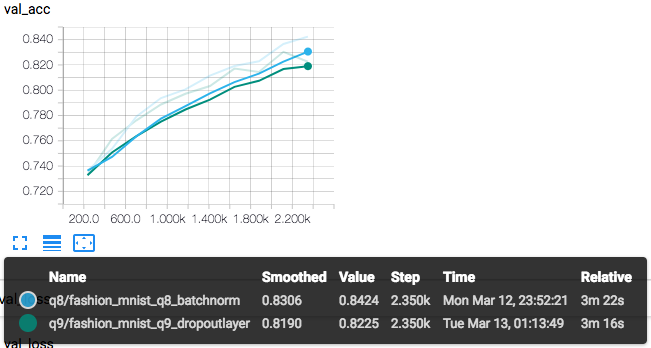 val_acc
0.840
0.820
0.800
0.780
0.760
0.740
0.720
200.0 600.0 1.000k 1.400k 1.800k 2.200k
Name Smoothed Value Step Time Relative
q8/fashion_mnist_q8_batchnorm 0.8306 0.8424 2.350k Mon Mar 12, 23:52:21 3m 22s
q9/fashion_mnist_q9_dropoutlayer 0.8190 0.8225 2.350k Tue Mar 13, 01:13:49 3m 16s
val_loss